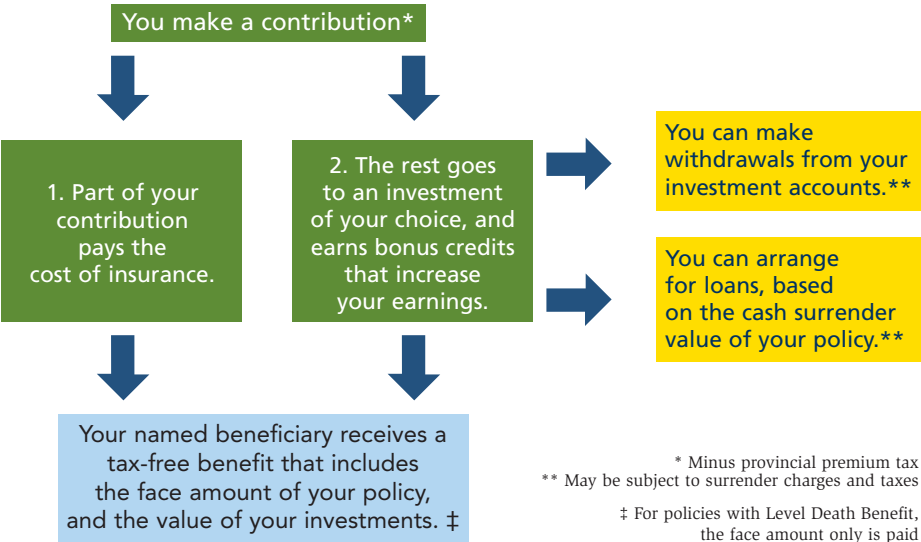 You make a contribution*
1. Part of your
contribution
pays the
cost of insurance.
2. The rest goes
to an investment
of your choice, and
earns bonus credits
that increase
your earnings.
You can make
withdrawals from your
investment accounts.**
You can arrange
for loans, based
on the cash surrender
value of your policy.**
Your named beneficiary receives a
tax-free benefit that includes
the face amount of your policy,
and the value of your investments. ‡
* Minus provincial premium tax
** May be subject to surrender charges and taxes
‡ For policies with Level Death Benefit,
the face amount only is paid